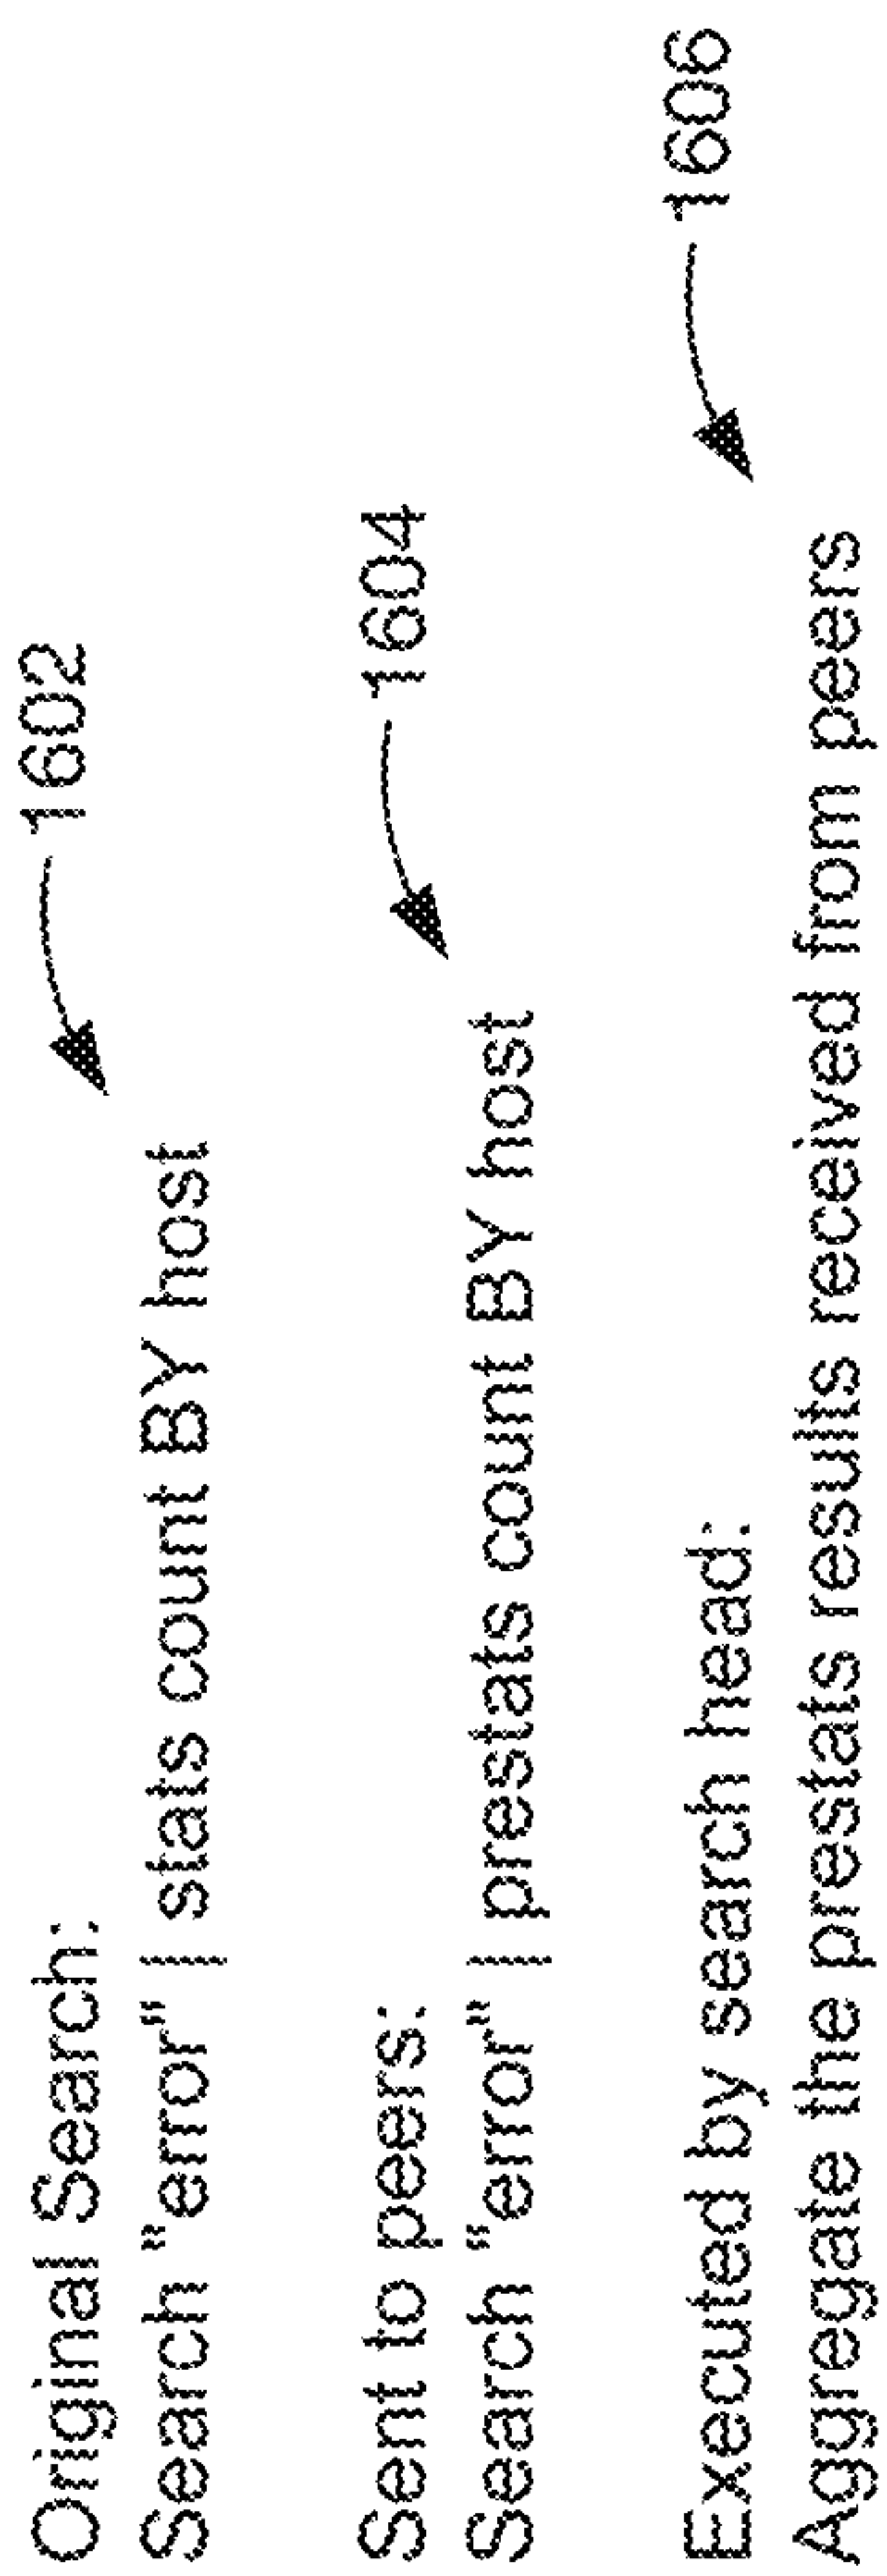 Original Search:
1602
Search "error" | stats count BY host
Sent to peers:
1604
Search "error" | prestats count BY host
Executed by search head:
1606
Aggregate the prestats results received from peers